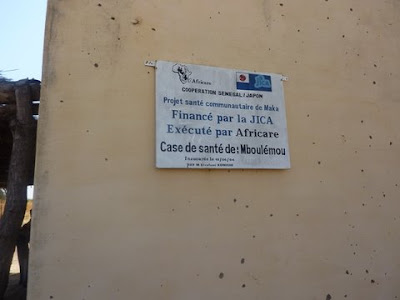 Africare
COOPERATION SENEGAL / JAPON
Projet santé communautaire de Maka
Financé par la JICA
Exécuté par Africare
Case de santé de: Mboulémou